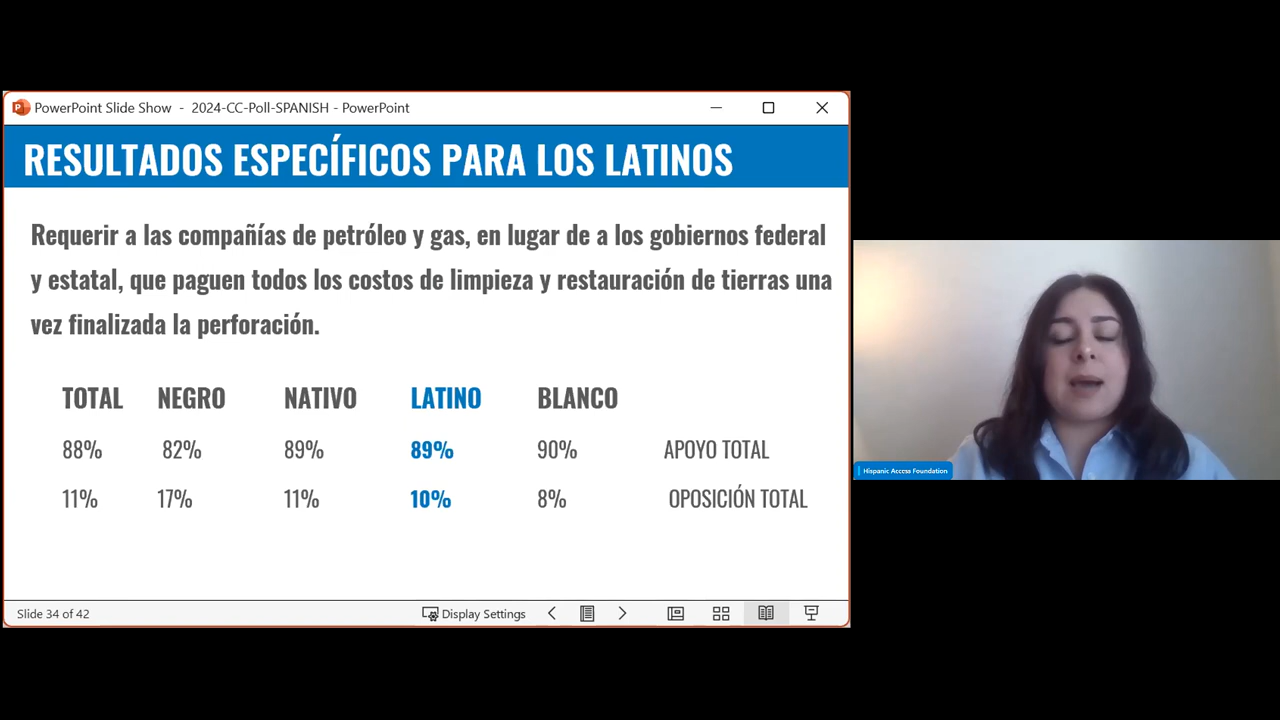 PowerPoint Slide Show - 2024-CC-Poll-SPANISH - PowerPoint
RESULTADOS ESPECÍFICOS PARA LOS LATINOS
Requerir a las compañías de petróleo y gas, en lugar de a los gobiernos federal
y estatal, que paguen todos los costos de limpieza y restauración de tierras una
vez finalizada la perforación.
TOTAL NEGRO NATIVO LATINO BLANCO
88% 82% 89% 89% 90% APOYO TOTAL
11% 17% 11% 10% 8% OPOSICIÓN TOTAL
Slide 34 of 42 Display Settings
Hispanic Access Foundation